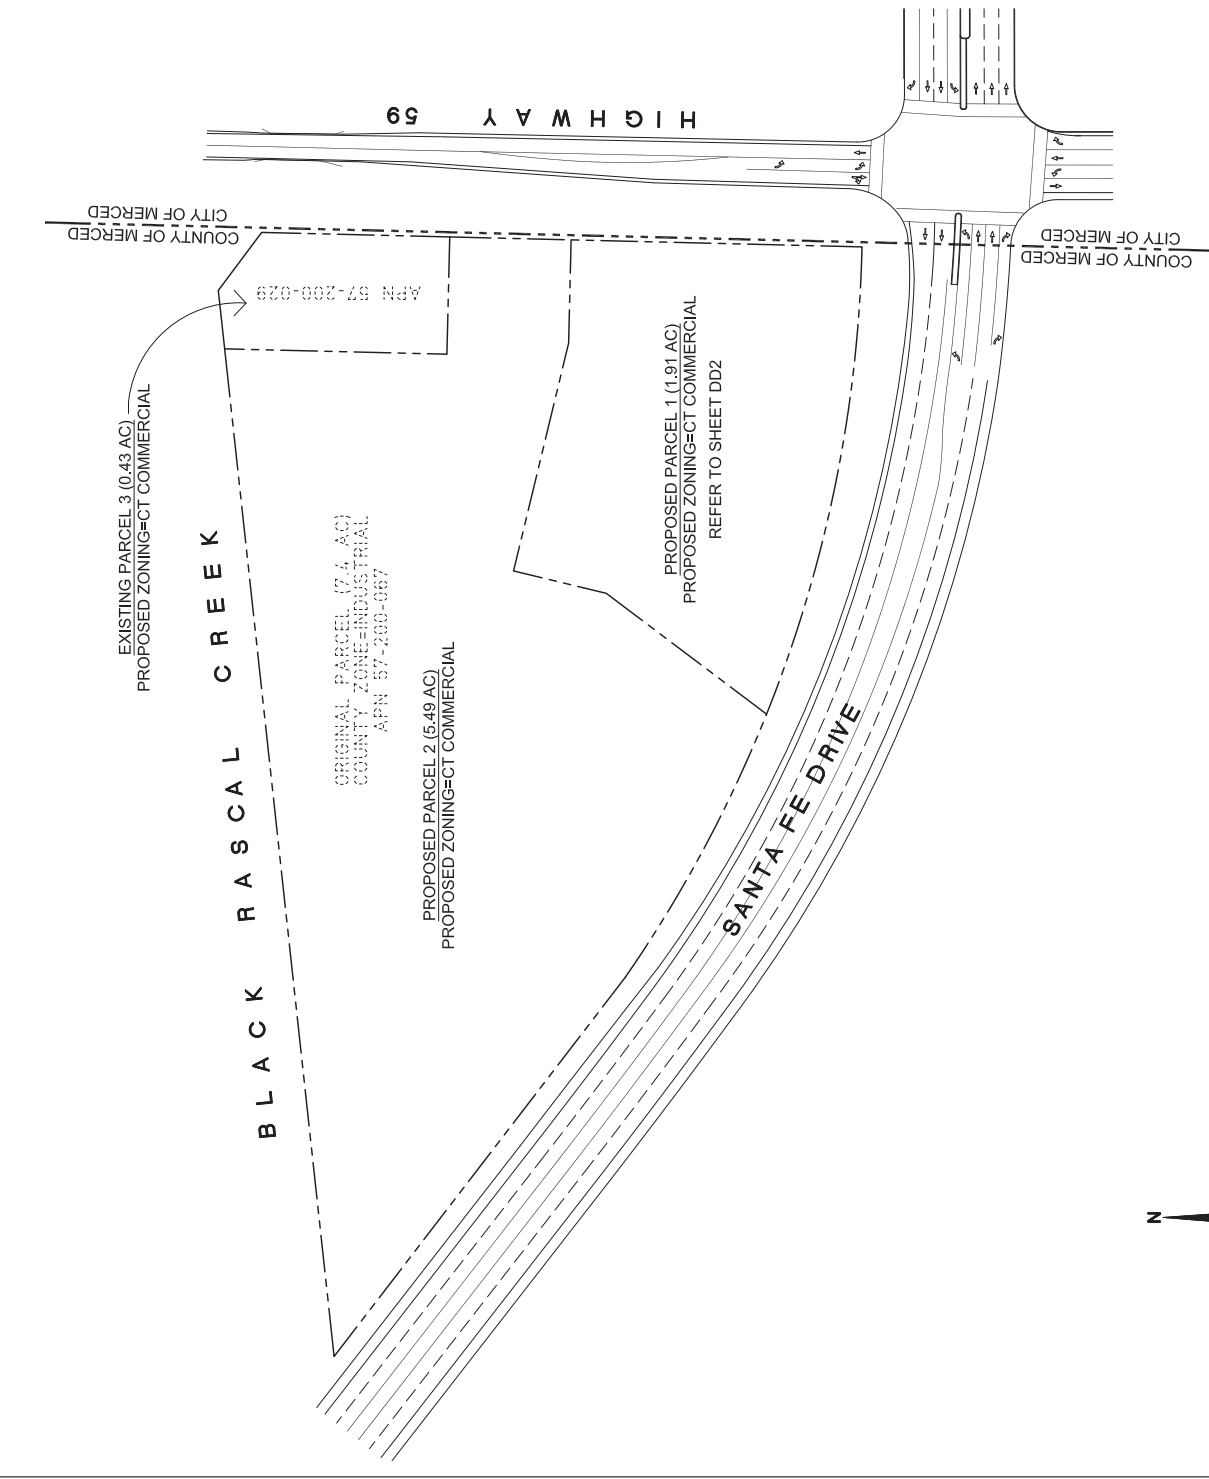 HIGHWAY 59
CITY OF MERCED
COUNTY OF MERCED
CITY OF MERCED
COUNTY OF MERCED
APN 57-200-029
EXISTING PARCEL 3 (0.43 AC)
PROPOSED ZONING=CT COMMERCIAL
BLACK RASCAL CREEK
ORIGINAL PARCEL (7.4 AC)
COUNTY ZONE=INDUSTRIAL
APN 57-200-067
PROPOSED PARCEL 2 (5.49 AC)
PROPOSED ZONING=CT COMMERCIAL
PROPOSED PARCEL 1 (1.91 AC)
PROPOSED ZONING=CT COMMERCIAL
REFER TO SHEET DD2
SANTA FE DRIVE
N